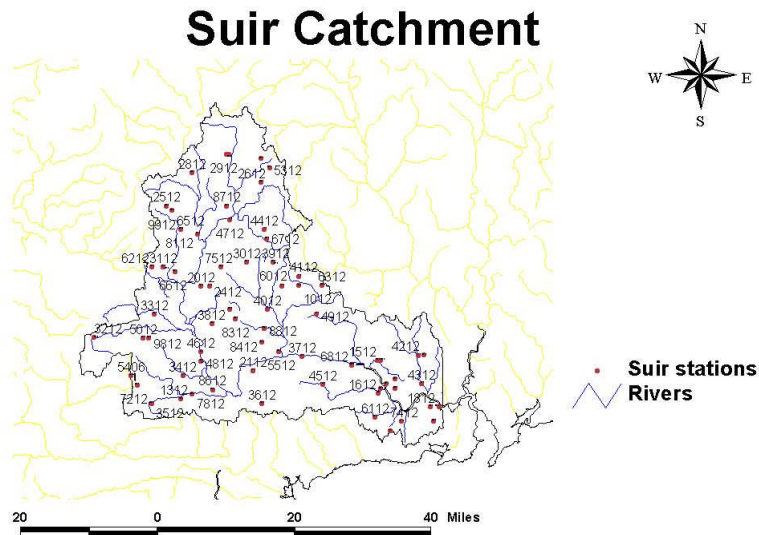 Suir Catchment
N
W E
S
2812 2912 2612 5312
2512 8712
9912 6512 4412
8112 4712 6712
6212 3112 7512 3012 3912
6612 2012 6012 4112 6312
2412 4012 1012
3312 3812 4912
3212 5012 8312 8812
9812 4612 8412 3712 6812 1512 4212
5406 3412 4812 2112 5512
1312 8612 4512 1612 4312
7212 7812 3612 1812
3512 6112 7412
Suir stations
Rivers
20 0 20 40 Miles